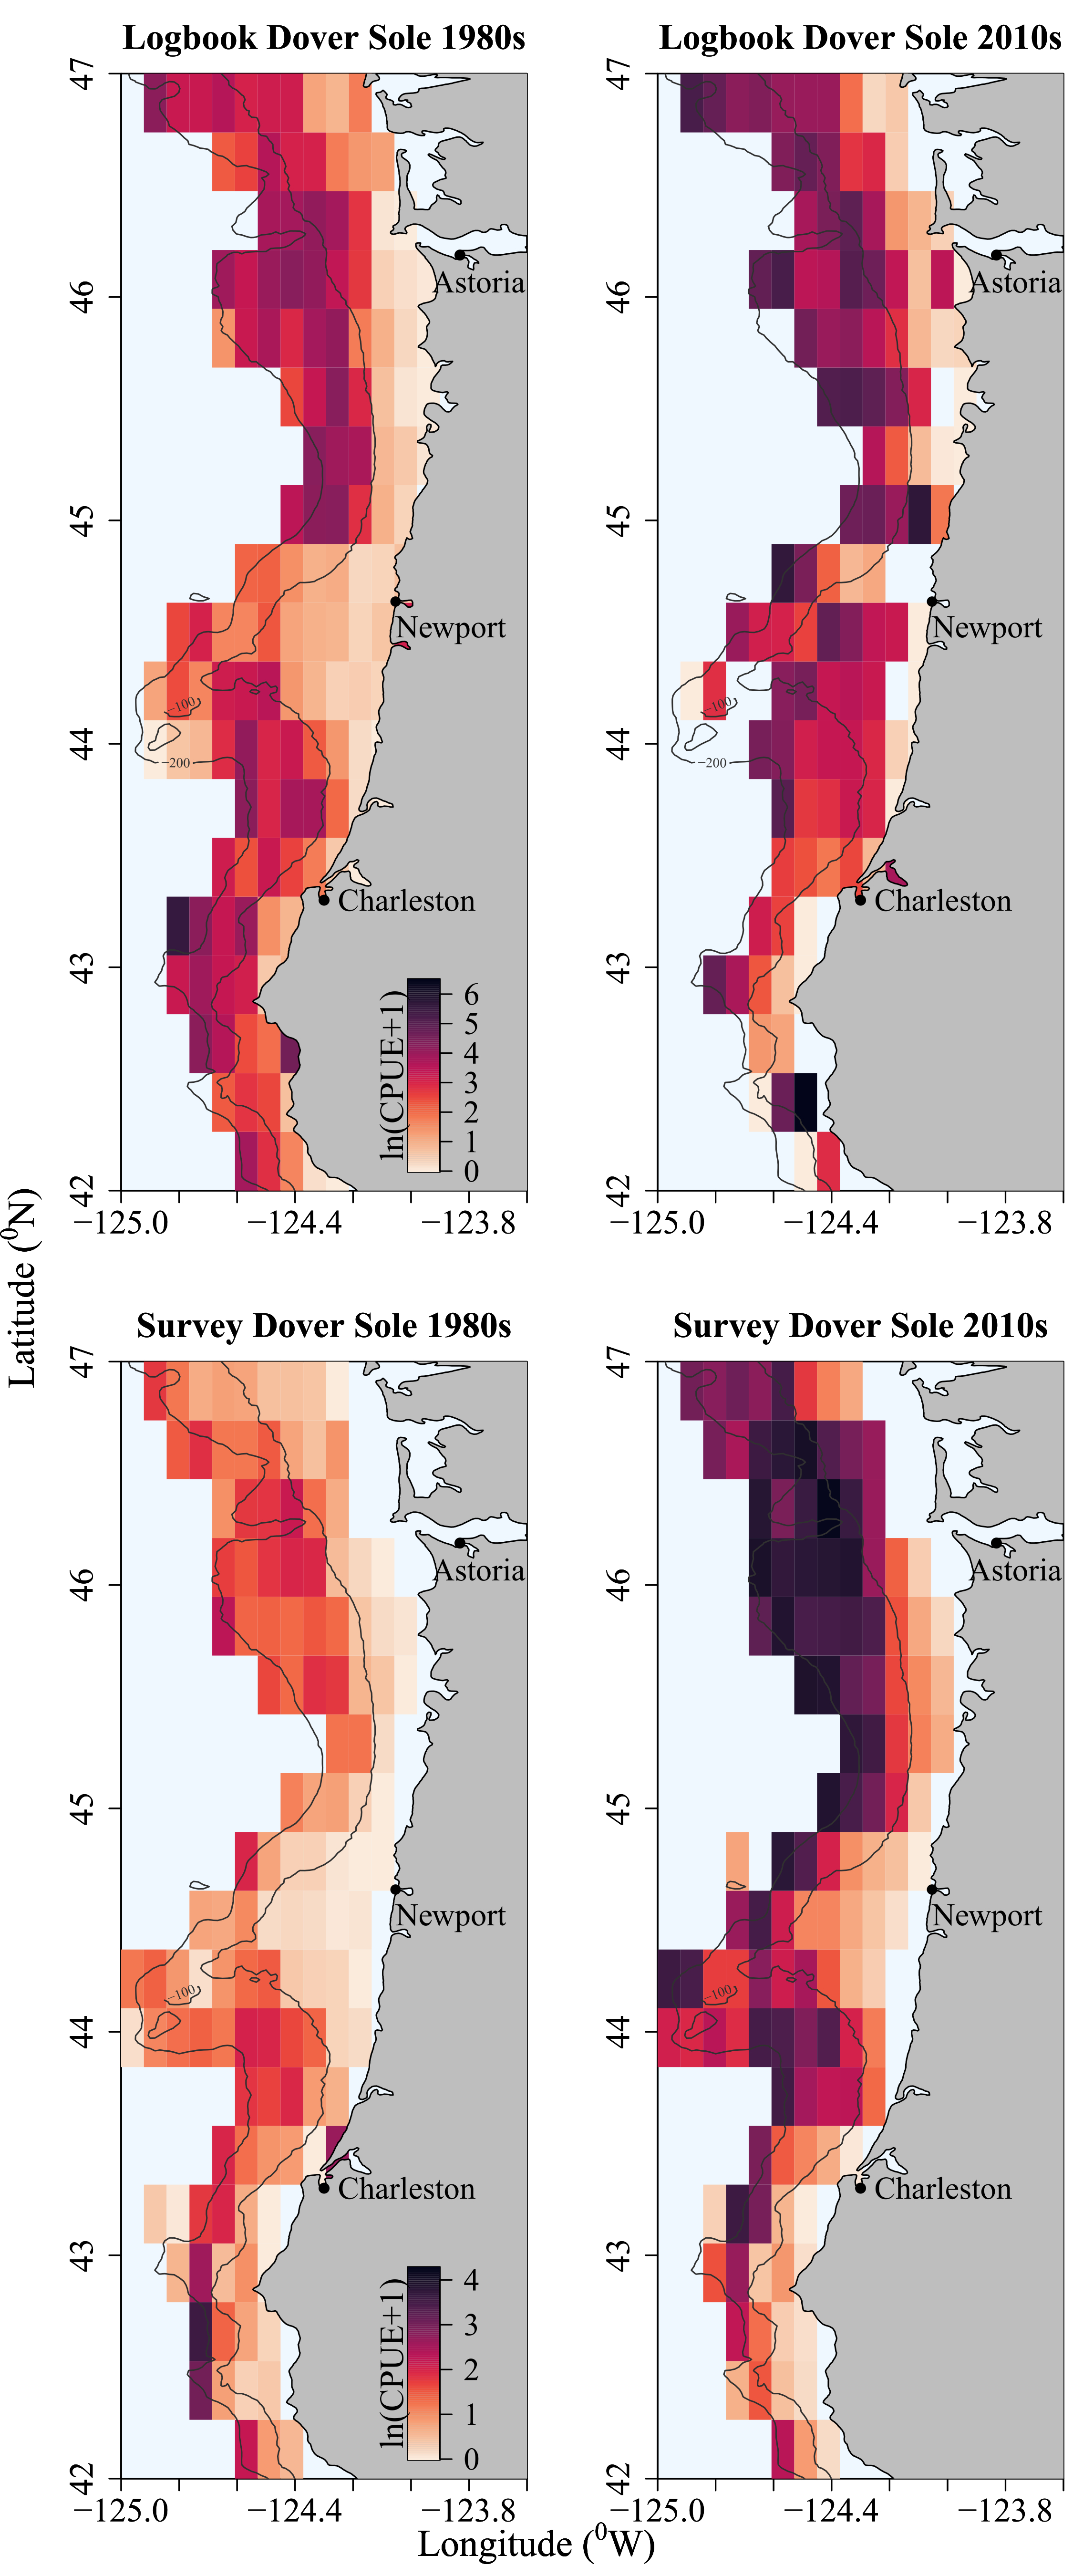 Logbook Dover Sole 1980s
Logbook Dover Sole 2010s
47
46
45
44
43
42
Astoria
Newport
−100
−200
Charleston
ln(CPUE+1)
6
5
4
3
2
1
0
−125.0
−124.4
−123.8
47
46
45
44
43
42
Astoria
Newport
−100
−200
Charleston
−125.0
−124.4
−123.8
Latitude (⁰N)
Survey Dover Sole 1980s
Survey Dover Sole 2010s
47
46
45
44
43
42
Astoria
Newport
−100
Charleston
ln(CPUE+1)
4
3
2
1
0
−125.0
−124.4
−123.8
47
46
45
44
43
42
Astoria
Newport
−100
Charleston
−125.0
−124.4
−123.8
Longitude (⁰W)